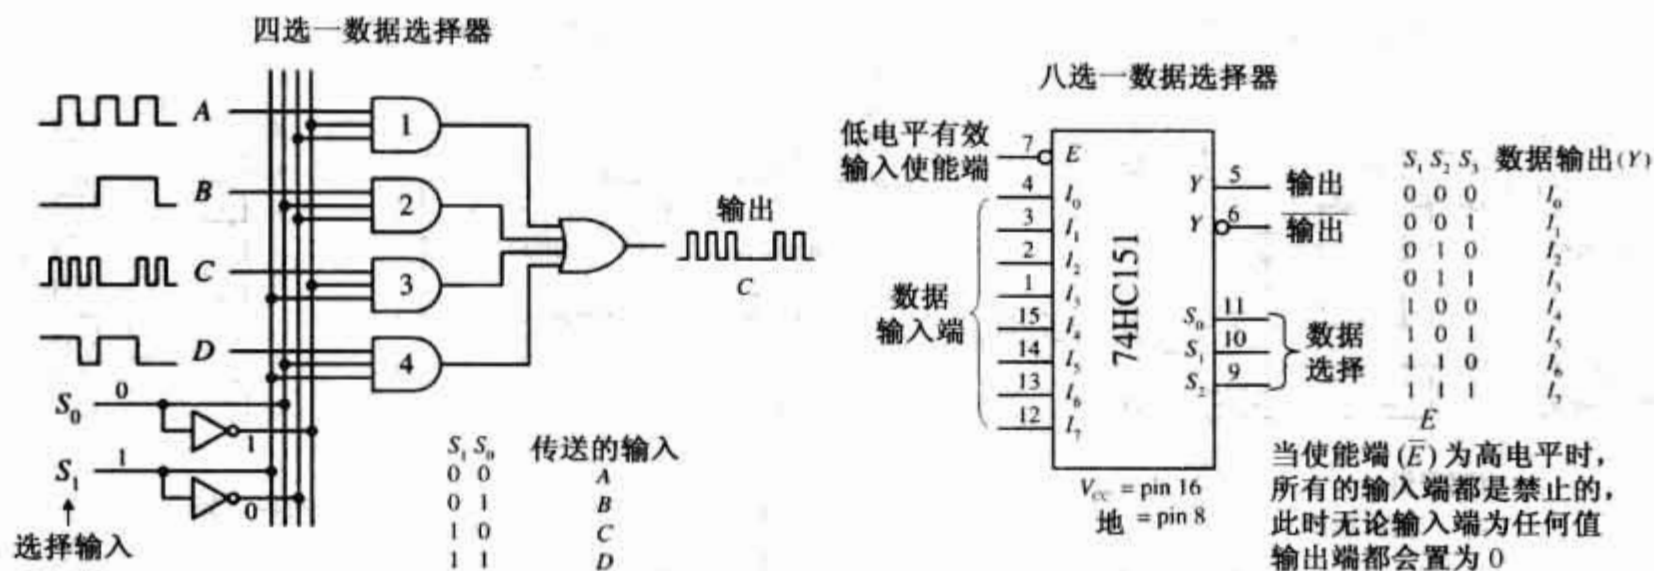 四选一数据选择器
A
1
B
2
输出
C
3
C
D
4
S₀ 0
1
S₁ 1
0
选择输入
S₁ S₀ 传送的输入
0 0 A
0 1 B
1 0 C
1 1 D
八选一数据选择器
低电平有效
输入使能端
7 E
4 I₀
3 I₁
2 I₂
1 I₃
15 I₄
14 I₅
13 I₆
12 I₇
数据
输入端
74HC151
Y 5 输出
Y 6 输出
S₀ 11
S₁ 10
S₂ 9
数据
选择
V_CC = pin 16
地 = pin 8
S₁ S₂ S₃ 数据输出(Y)
0 0 0 I₀
0 0 1 I₁
0 1 0 I₂
0 1 1 I₃
1 0 0 I₄
1 0 1 I₅
1 1 0 I₆
1 1 1 I₇
E
当使能端(E̅)为高电平时，
所有的输入端都是禁止的，
此时无论输入端为任何值
输出端都会置为 0